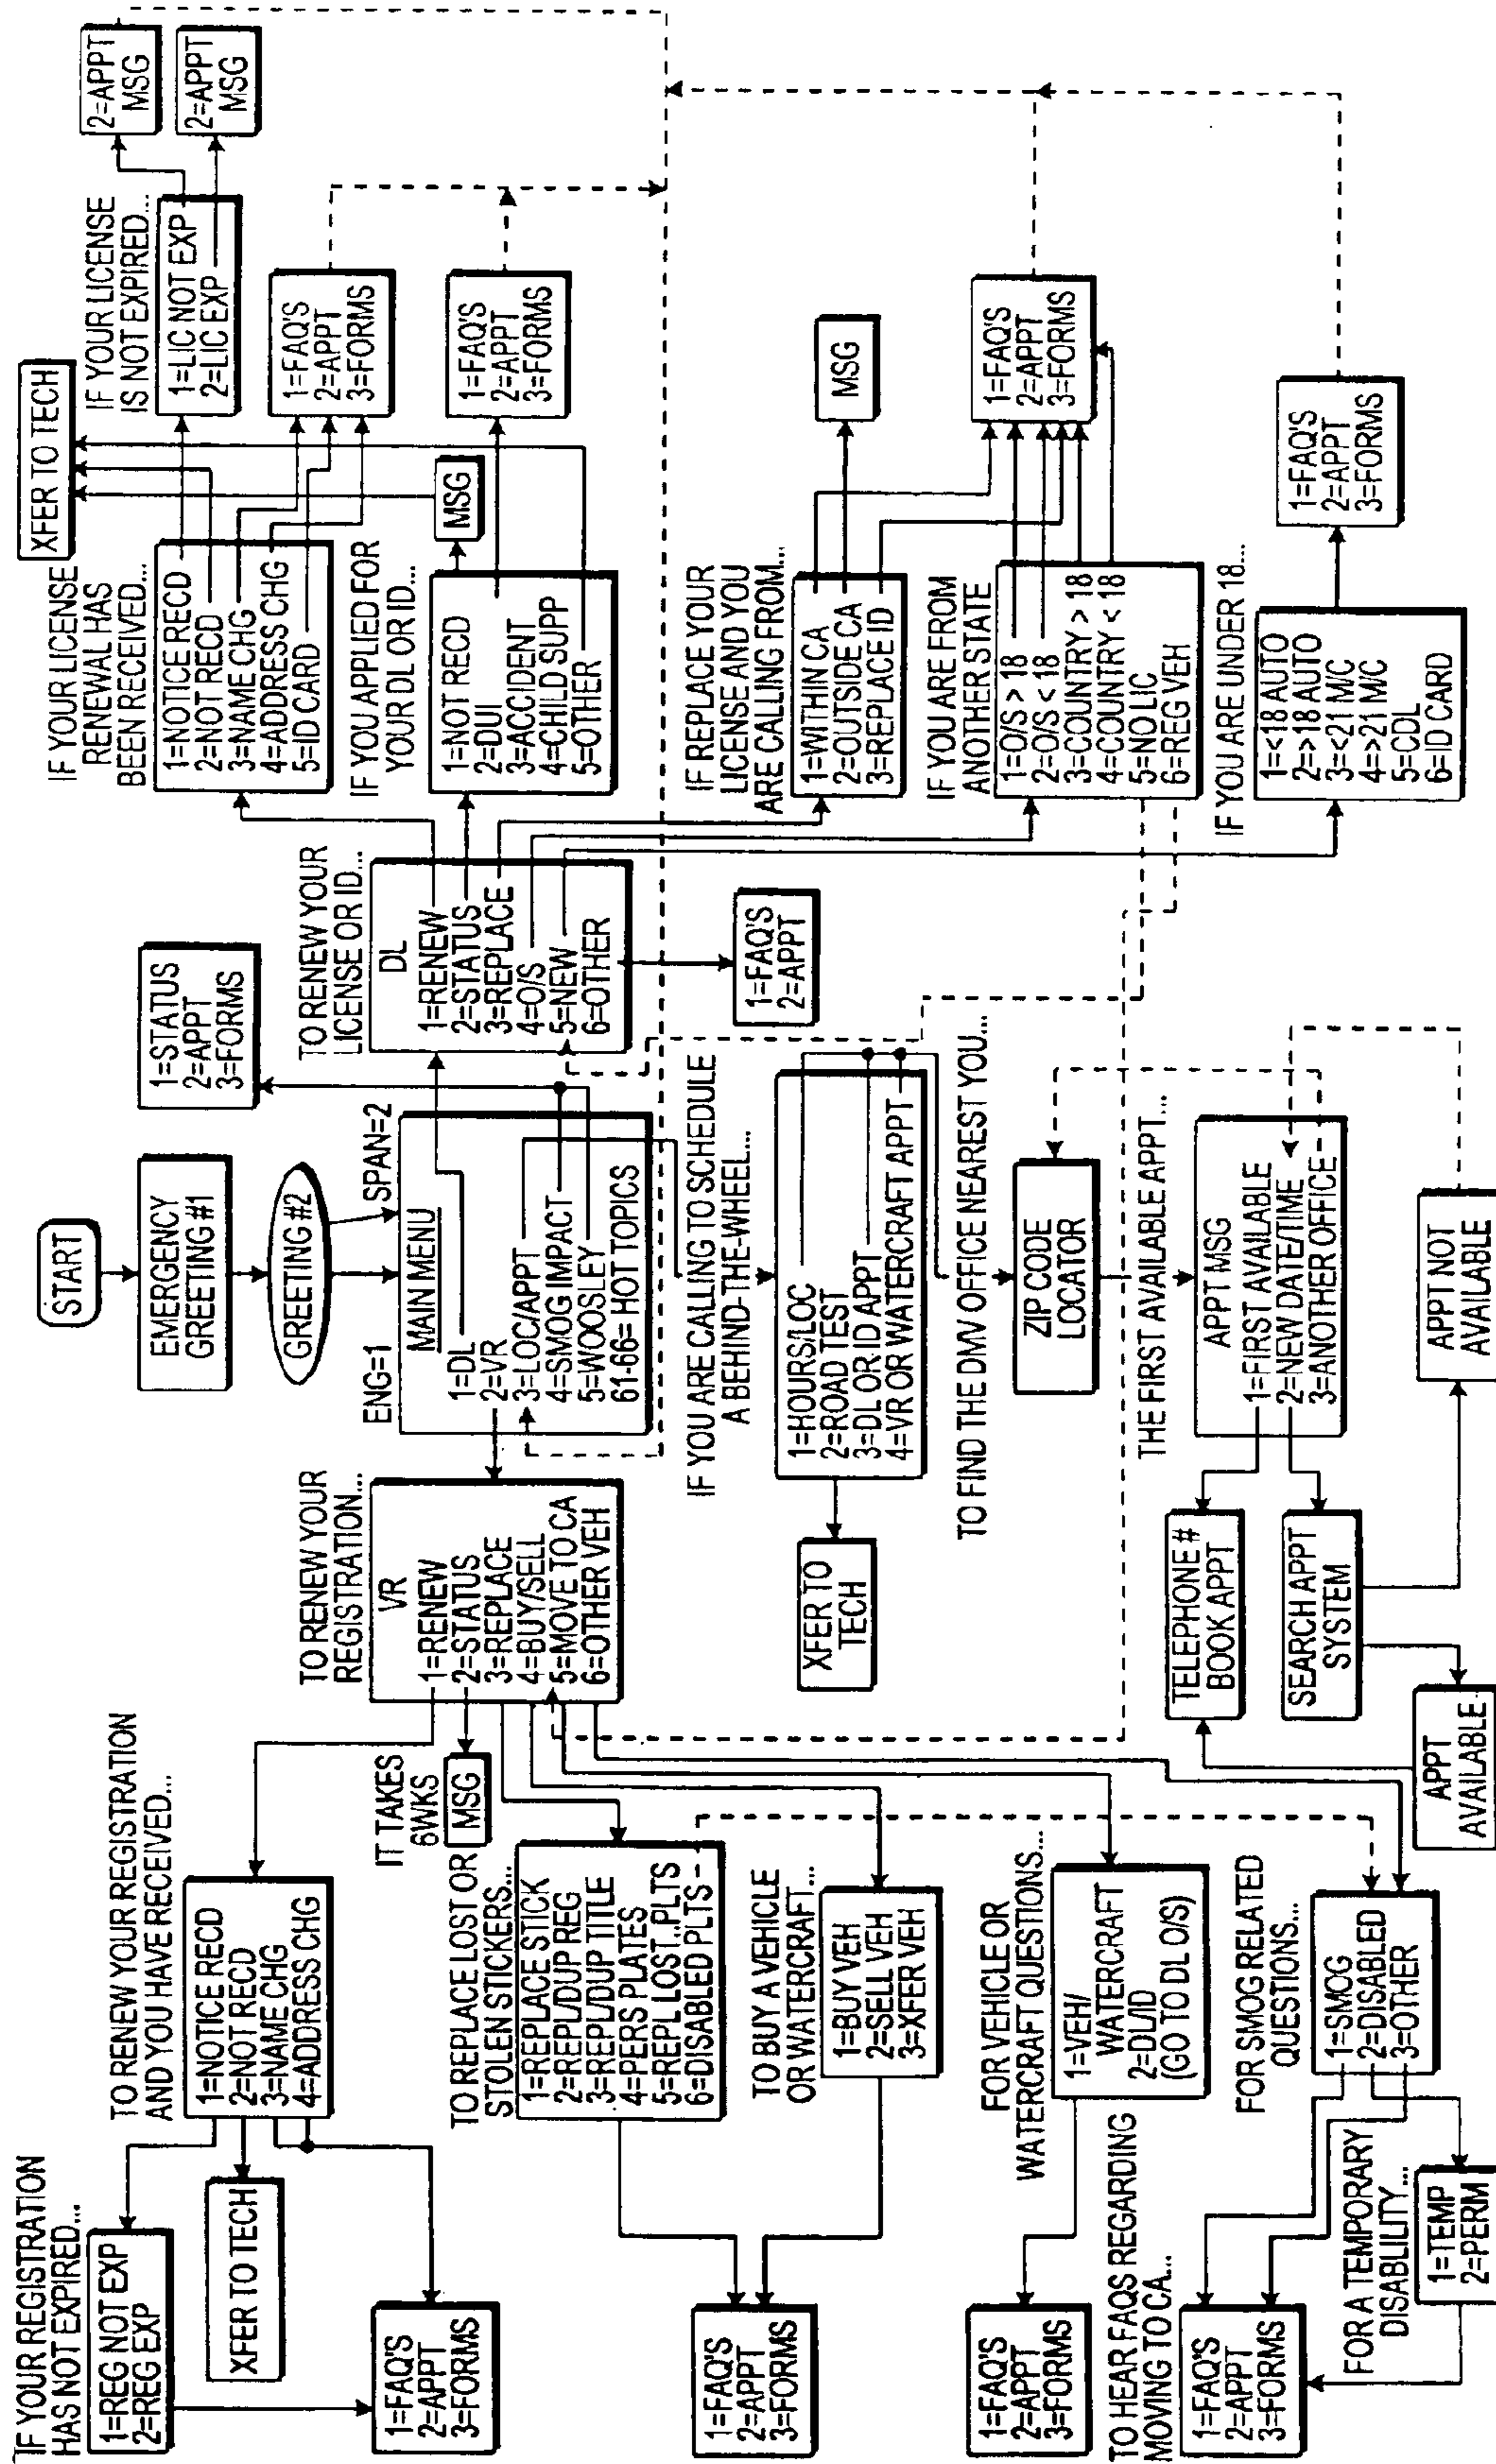 START
EMERGENCY
GREETING #1
GREETING #2
ENG=1
SPAN=2
MAIN MENU
1=DL
2=VR
3=LOC/APPT
4=SMOG IMPACT
5=WOOSLEY
61-66= HOT TOPICS
1=STATUS
2=APPT
3=FORMS
TO RENEW YOUR
REGISTRATION...
VR
1=RENEW
2=STATUS
3=REPLACE
4=BUY/SELL
5=MOVE TO CA
6=OTHER VEH
TO RENEW YOUR REGISTRATION
AND YOU HAVE RECEIVED...
1=NOTICE RECD
2=NOT RECD
3=NAME CHG
4=ADDRESS CHG
IF YOUR REGISTRATION
HAS NOT EXPIRED...
1=REG NOT EXP
2=REG EXP
XFER TO TECH
1=FAQ'S
2=APPT
3=FORMS
IT TAKES
6WKS
MSG
TO REPLACE LOST OR
STOLEN STICKERS...
1=REPLACE STICK
2=REPL/DUP REG
3=REPL/DUP TITLE
4=PERS PLATES
5=REPL LOST...PLTS
6=DISABLED PLTS
TO BUY A VEHICLE
OR WATERCRAFT...
1=BUY VEH
2=SELL VEH
3=XFER VEH
1=FAQ'S
2=APPT
3=FORMS
FOR VEHICLE OR
WATERCRAFT QUESTIONS...
1=VEH/
WATERCRAFT
2=DL/ID
(GO TO DL O/S)
1=FAQ'S
2=APPT
3=FORMS
TO HEAR FAQS REGARDING
MOVING TO CA...
FOR SMOG RELATED
QUESTIONS...
1=SMOG
2=DISABLED
3=OTHER
1=FAQ'S
2=APPT
3=FORMS
FOR A TEMPORARY
DISABLILITY...
1=TEMP
2=PERM
IF YOU ARE CALLING TO SCHEDULE
A BEHIND-THE-WHEEL...
1=HOURS/LOC
2=ROAD TEST
3=DL OR ID APPT
4=VR OR WATERCRAFT APPT
XFER TO
TECH
TO FIND THE DMV OFFICE NEAREST YOU...
ZIP CODE
LOCATOR
THE FIRST AVAILABLE APPT...
APPT MSG
1=FIRST AVAILABLE
2=NEW DATE/TIME
3=ANOTHER OFFICE
TELEPHONE #
BOOK APPT
SEARCH APPT
SYSTEM
APPT
AVAILABLE
APPT NOT
AVAILABLE
TO RENEW YOUR
LICENSE OR ID...
DL
1=RENEW
2=STATUS
3=REPLACE
4=O/S
5=NEW
6=OTHER
1=FAQ'S
2=APPT
IF YOUR LICENSE
RENEWAL HAS
BEEN RECEIVED...
1=NOTICE RECD
2=NOT RECD
3=NAME CHG
4=ADDRESS CHG
5=ID CARD
XFER TO TECH
IF YOUR LICENSE
IS NOT EXPIRED...
1=LIC NOT EXP
2=LIC EXP
2=APPT
MSG
2=APPT
MSG
1=FAQ'S
2=APPT
3=FORMS
IF YOU APPLIED FOR
YOUR DL OR ID...
1=NOT RECD
2=DUI
3=ACCIDENT
4=CHILD SUPP
5=OTHER
MSG
1=FAQ'S
2=APPT
3=FORMS
IF REPLACE YOUR
LICENSE AND YOU
ARE CALLING FROM...
1=WITHIN CA
2=OUTSIDE CA
3=REPLACE ID
MSG
IF YOU ARE FROM
ANOTHER STATE
1=O/S > 18
2=O/S < 18
3=COUNTRY > 18
4=COUNTRY < 18
5=NO LIC
6=REG VEH
1=FAQ'S
2=APPT
3=FORMS
IF YOU ARE UNDER 18...
1=<18 AUTO
2=>18 AUTO
3=<21 M/C
4=>21 M/C
5=CDL
6=ID CARD
1=FAQ'S
2=APPT
3=FORMS